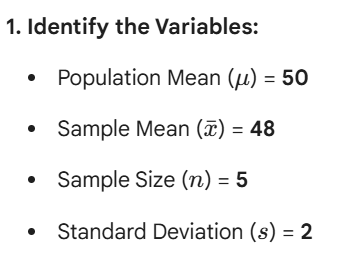 1. Identify the Variables:
• Population Mean (μ) = 50
• Sample Mean (x̄) = 48
• Sample Size (n) = 5
• Standard Deviation (s) = 2